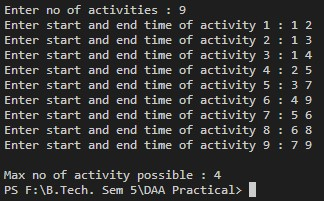 Enter no of activities : 9
Enter start and end time of activity 1 : 1 2
Enter start and end time of activity 2 : 1 3
Enter start and end time of activity 3 : 1 4
Enter start and end time of activity 4 : 2 5
Enter start and end time of activity 5 : 3 7
Enter start and end time of activity 6 : 4 9
Enter start and end time of activity 7 : 5 6
Enter start and end time of activity 8 : 6 8
Enter start and end time of activity 9 : 7 9
Max no of activity possible : 4
PS F:\B.Tech. Sem 5\DAA Practical>